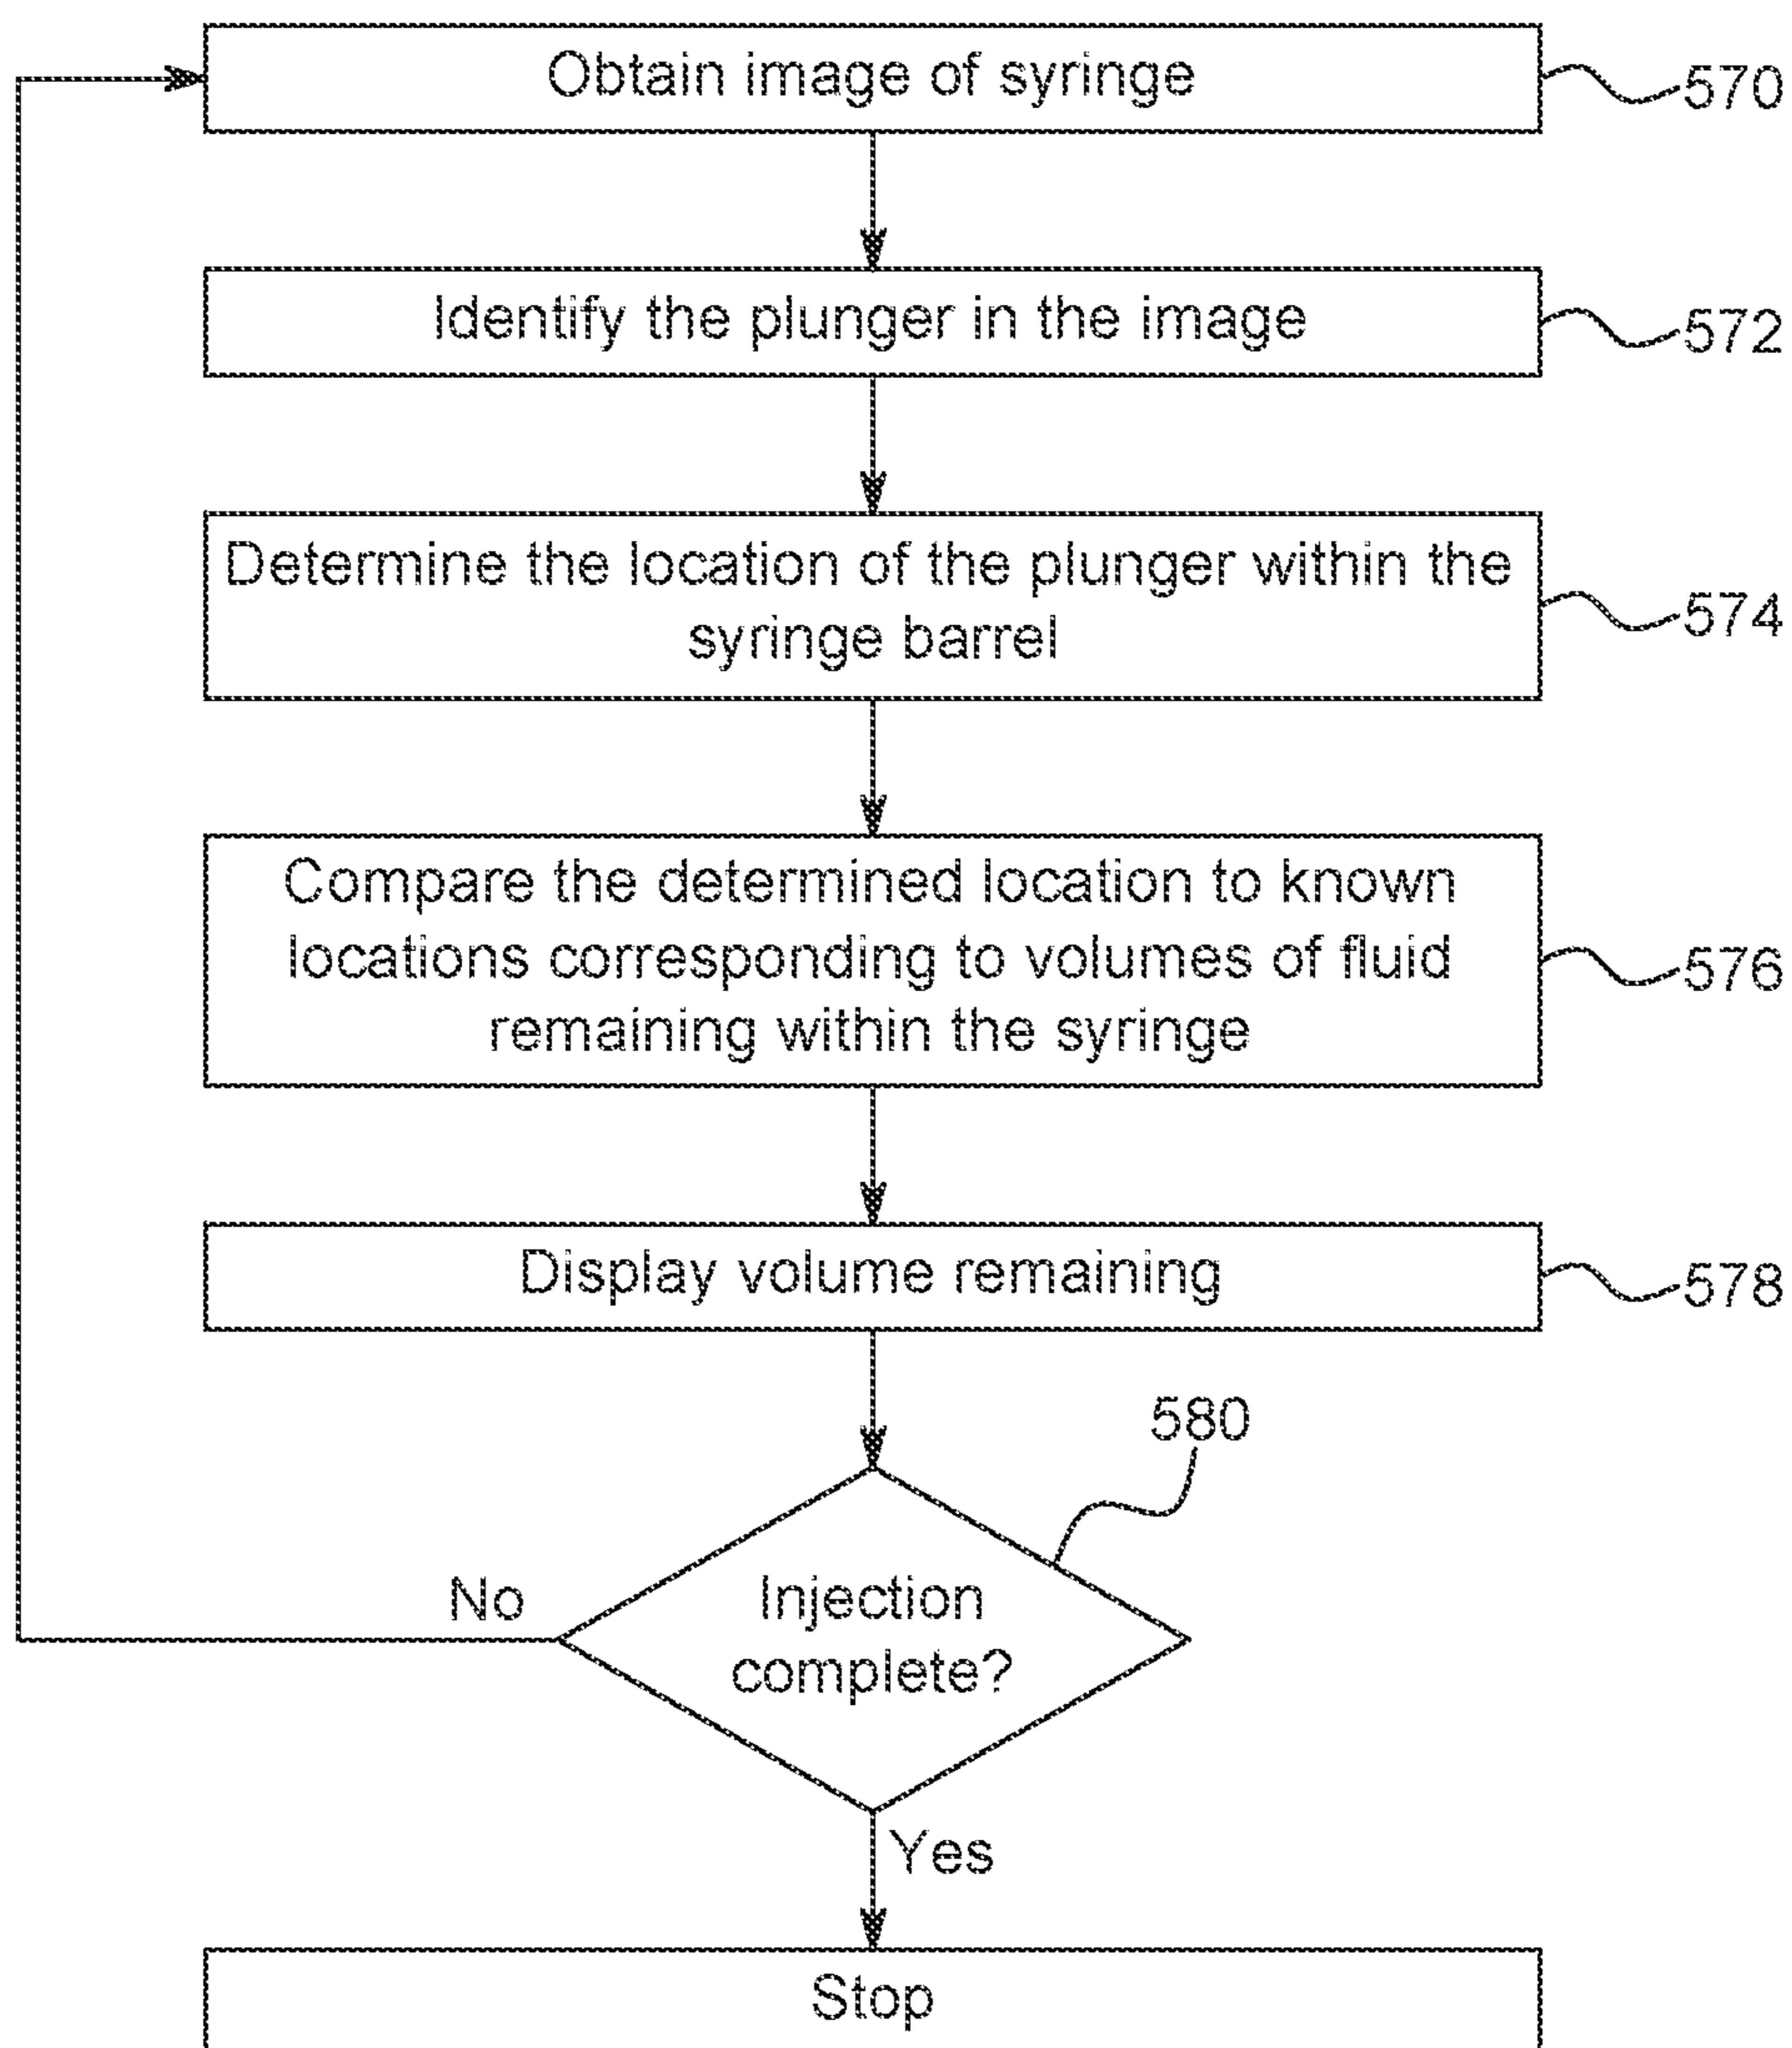 Obtain image of syringe
570
Identify the plunger in the image
572
Determine the location of the plunger within the
syringe barrel
574
Compare the determined location to known
locations corresponding to volumes of fluid
remaining within the syringe
576
Display volume remaining
578
580
Injection
complete?
No
Yes
Stop